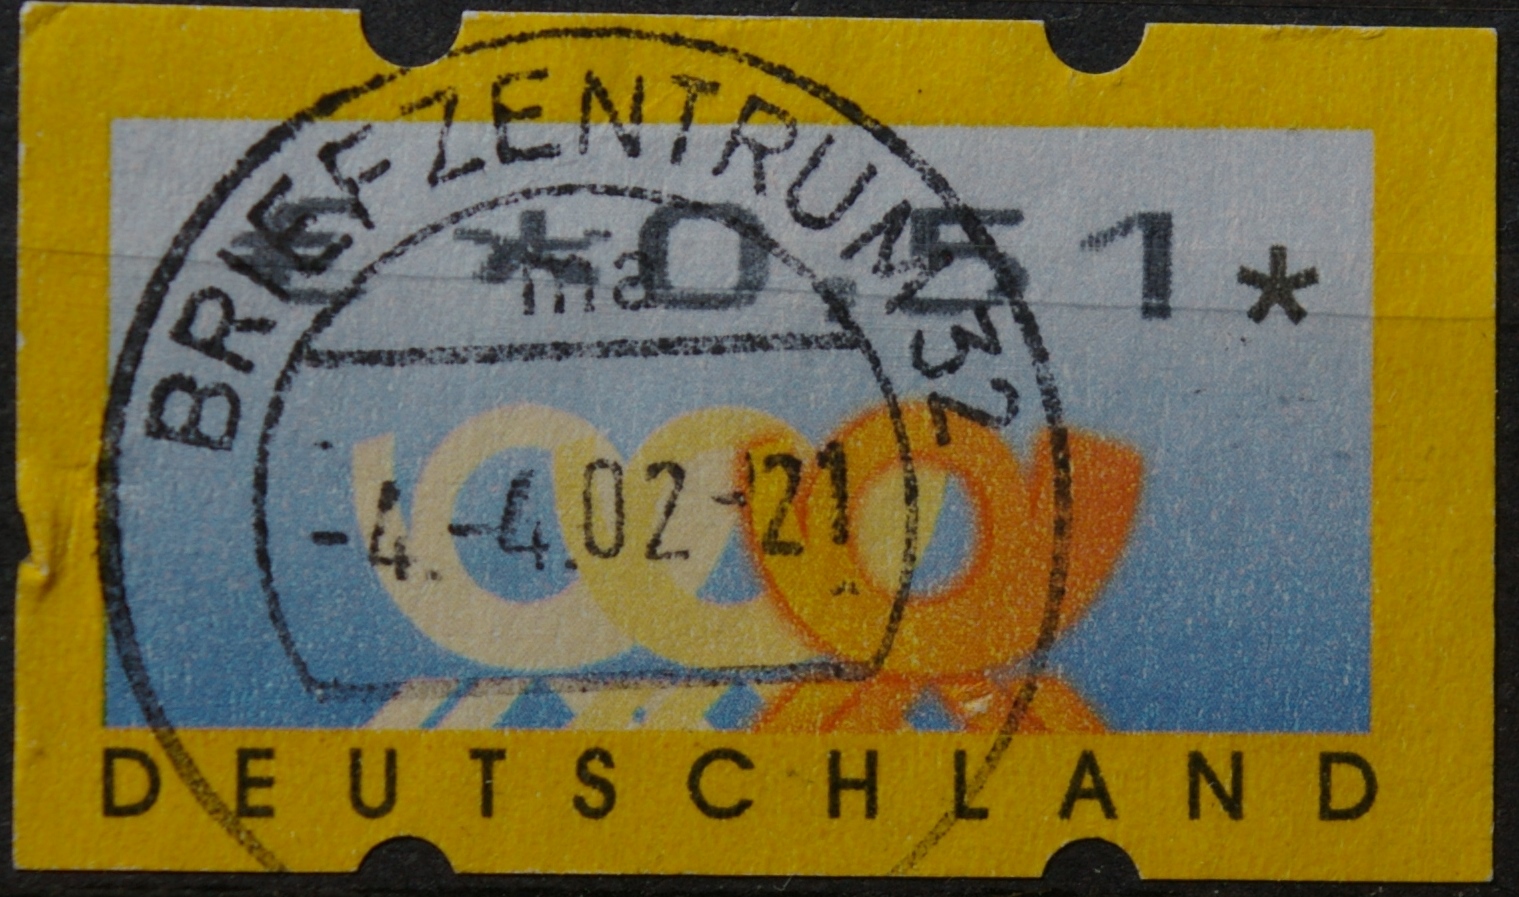 BRIEFZENTRUM 32
€ *0.51 *
ma
-4.-4.02-21
DEUTSCHLAND